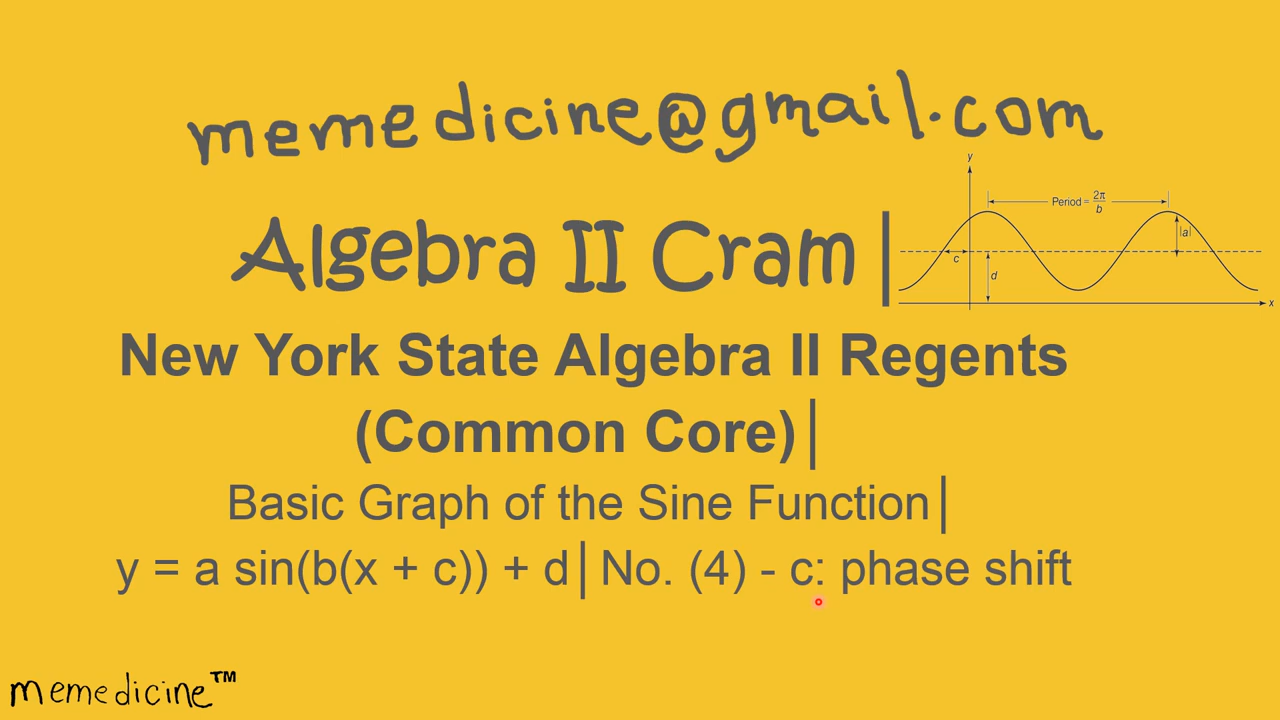 memedicine@gmail.com
Algebra II Cram|
y
Period = 2π/b
|a|
c
d
x
New York State Algebra II Regents
(Common Core)|
Basic Graph of the Sine Function|
y = a sin(b(x + c)) + d|No. (4) - c: phase shift
memedicine™